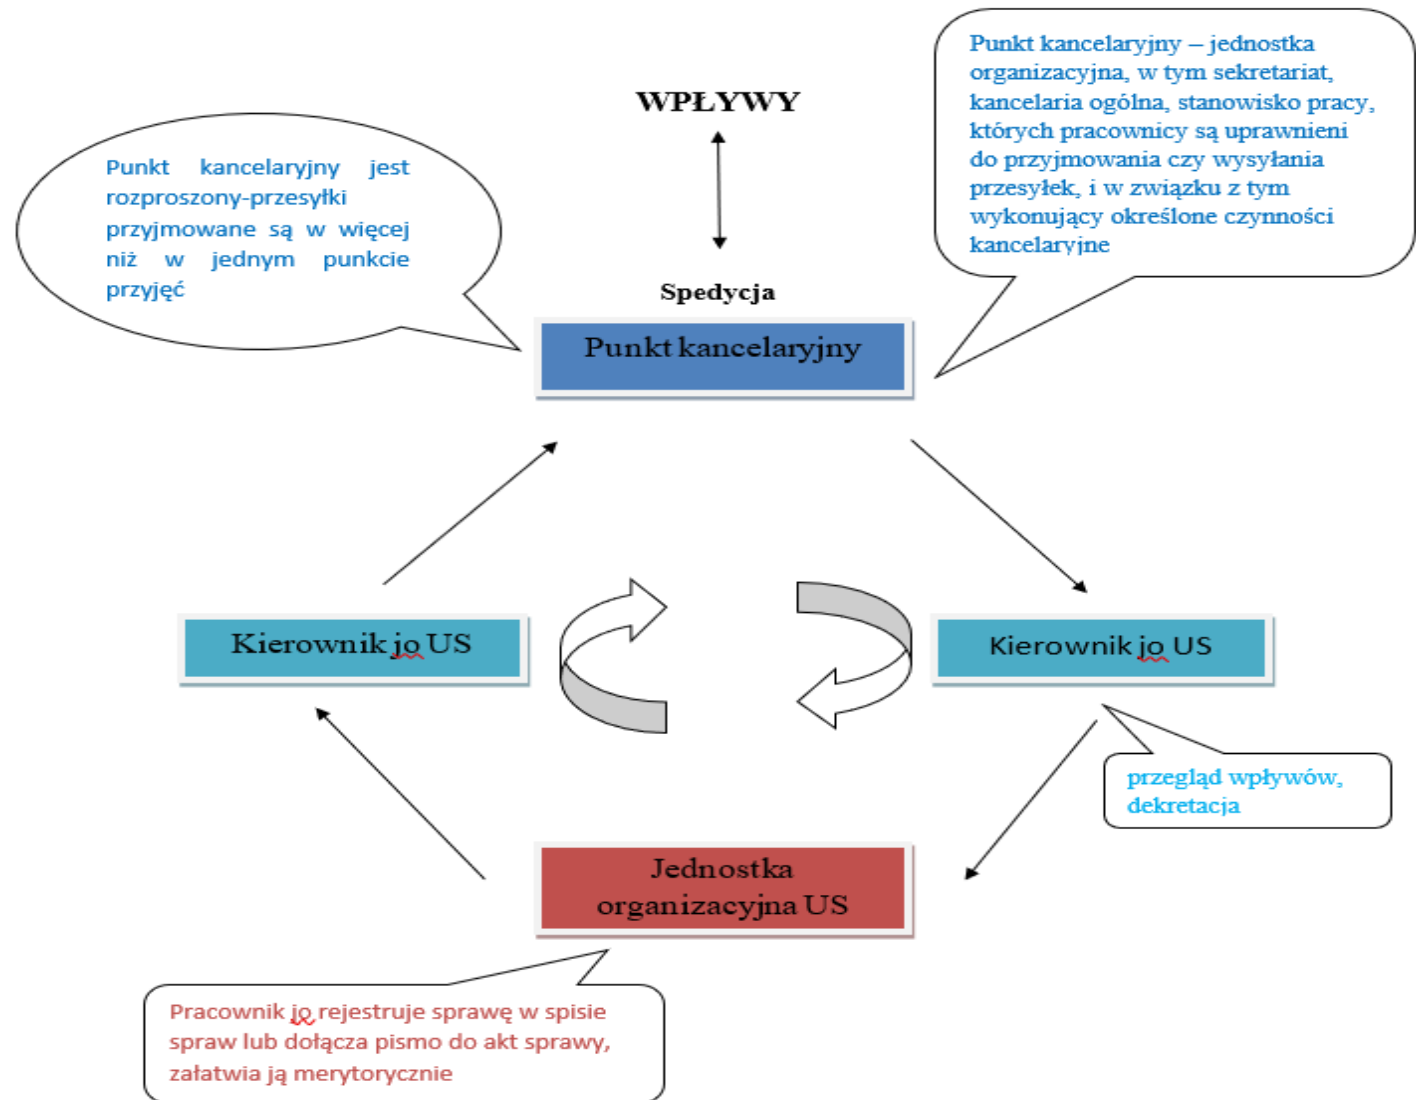 WPŁYWY
Punkt kancelaryjny – jednostka
organizacyjna, w tym sekretariat,
kancelaria ogólna, stanowisko pracy,
których pracownicy są uprawnieni
do przyjmowania czy wysyłania
przesyłek, i w związku z tym
wykonujący określone czynności
kancelaryjne
Punkt kancelaryjny jest
rozproszony-przesyłki
przyjmowane są w więcej
niż w jednym punkcie
przyjęć
Spedycja
Punkt kancelaryjny
Kierownik jo US
Kierownik jo US
przegląd wpływów,
dekretacja
Jednostka
organizacyjna US
Pracownik jo rejestruje sprawę w spisie
spraw lub dołącza pismo do akt sprawy,
załatwia ją merytorycznie